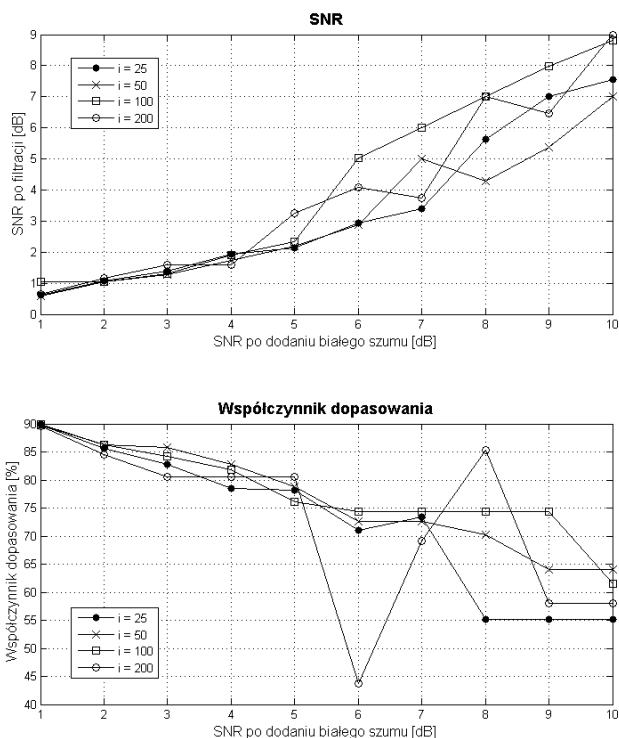 SNR
SNR po filtracji [dB]
9
8
7
6
5
4
3
2
1
0
i = 25
i = 50
i = 100
i = 200
1 2 3 4 5 6 7 8 9 10
SNR po dodaniu białego szumu [dB]
Współczynnik dopasowania
Współczynnik dopasowania [%]
90
85
80
75
70
65
60
55
50
45
40
i = 25
i = 50
i = 100
i = 200
1 2 3 4 5 6 7 8 9 10
SNR po dodaniu białego szumu [dB]